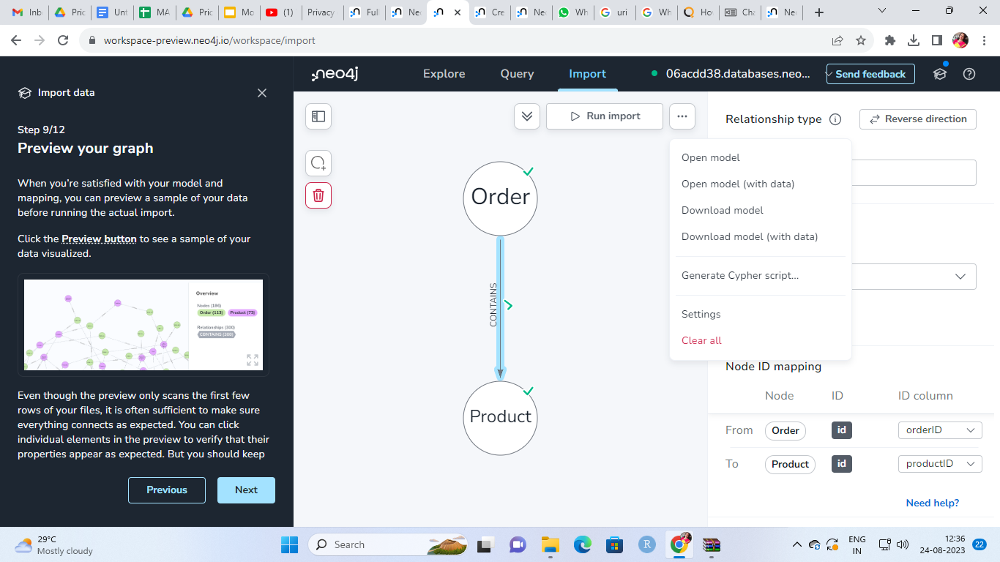 Inb
Pric
Unt
MA
Pric
Mo
(1)
Privacy
Full
Nec
Cre
Nec
Wh
uri
Wh
Hov
Cha
Nec
workspace-preview.neo4j.io/workspace/import
Import data
Step 9/12
Preview your graph
When you're satisfied with your model and
mapping, you can preview a sample of your data
before running the actual import.
Click the Preview button to see a sample of your
data visualized.
Overview
Nodes (186)
Order (113) Product (73)
Relationships (300)
CONTAINS (300)
Even though the preview only scans the first few
rows of your files, it is often sufficient to make sure
everything connects as expected. You can click
individual elements in the preview to verify that their
properties appear as expected. But you should keep
Previous
Next
neo4j
Explore
Query
Import
06acdd38.databases.neo...
Send feedback
Run import
Order
CONTAINS
Product
Open model
Open model (with data)
Download model
Download model (with data)
Generate Cypher script...
Settings
Clear all
Relationship type
Reverse direction
Node ID mapping
Node ID ID column
From Order id orderID
To Product id productID
Need help?
29°C
Mostly cloudy
Search
R
ENG
IN
12:36
24-08-2023
22